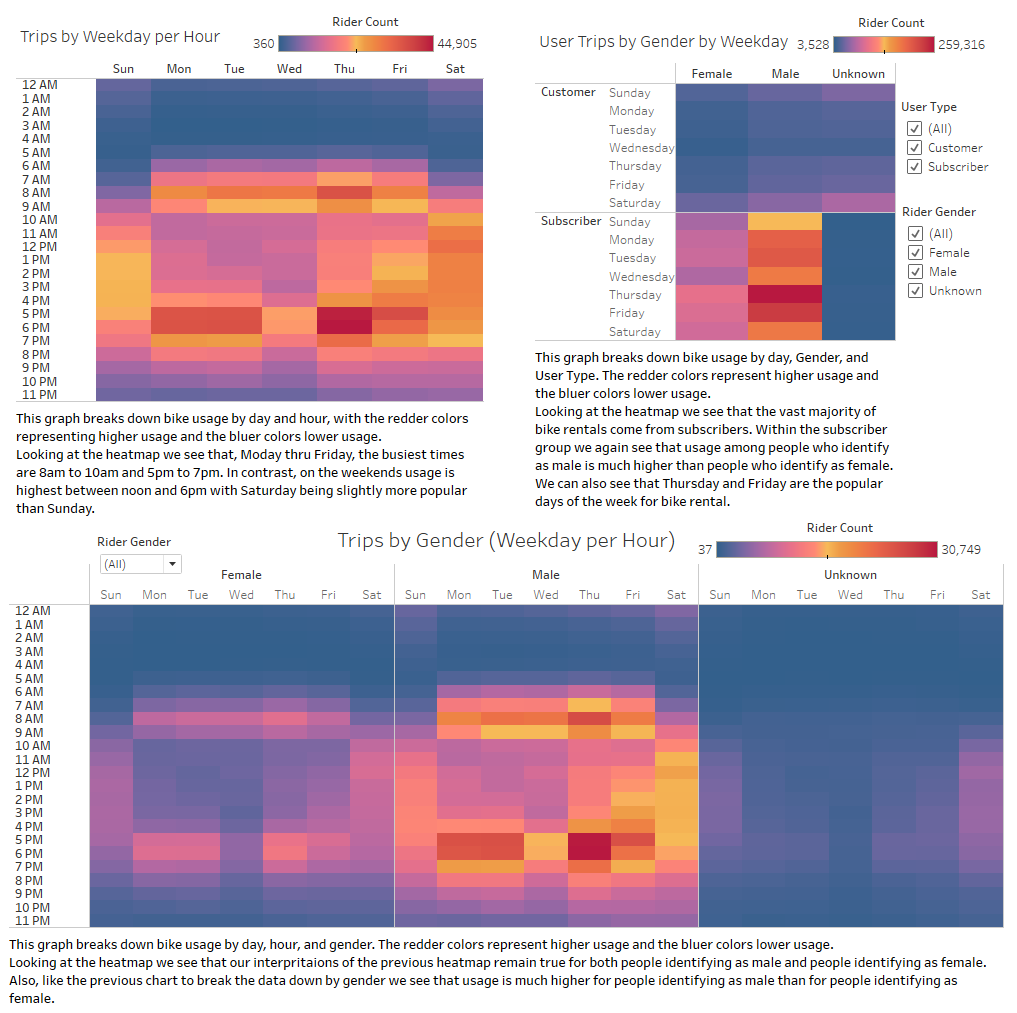 Trips by Weekday per Hour
Rider Count
360
44,905
Sun Mon Tue Wed Thu Fri Sat
12 AM
1 AM
2 AM
3 AM
4 AM
5 AM
6 AM
7 AM
8 AM
9 AM
10 AM
11 AM
12 PM
1 PM
2 PM
3 PM
4 PM
5 PM
6 PM
7 PM
8 PM
9 PM
10 PM
11 PM
This graph breaks down bike usage by day and hour, with the redder colors
representing higher usage and the bluer colors lower usage.
Looking at the heatmap we see that, Moday thru Friday, the busiest times
are 8am to 10am and 5pm to 7pm. In contrast, on the weekends usage is
highest between noon and 6pm with Saturday being slightly more popular
than Sunday.
User Trips by Gender by Weekday
Rider Count
3,528
259,316
Female Male Unknown
Customer Sunday
Monday
Tuesday
Wednesday
Thursday
Friday
Saturday
Subscriber Sunday
Monday
Tuesday
Wednesday
Thursday
Friday
Saturday
User Type
(All)
Customer
Subscriber
Rider Gender
(All)
Female
Male
Unknown
This graph breaks down bike usage by day, Gender, and
User Type. The redder colors represent higher usage and
the bluer colors lower usage.
Looking at the heatmap we see that the vast majority of
bike rentals come from subscribers. Within the subscriber
group we again see that usage among people who identify
as male is much higher than people who identify as female.
We can also see that Thursday and Friday are the popular
days of the week for bike rental.
Rider Gender
(All)
Trips by Gender (Weekday per Hour)
Rider Count
37
30,749
Female Male Unknown
Sun Mon Tue Wed Thu Fri Sat Sun Mon Tue Wed Thu Fri Sat Sun Mon Tue Wed Thu Fri Sat
12 AM
1 AM
2 AM
3 AM
4 AM
5 AM
6 AM
7 AM
8 AM
9 AM
10 AM
11 AM
12 PM
1 PM
2 PM
3 PM
4 PM
5 PM
6 PM
7 PM
8 PM
9 PM
10 PM
11 PM
This graph breaks down bike usage by day, hour, and gender. The redder colors represent higher usage and the bluer colors lower usage.
Looking at the heatmap we see that our interpritaions of the previous heatmap remain true for both people identifying as male and people identifying as female.
Also, like the previous chart to break the data down by gender we see that usage is much higher for people identifying as male than for people identifying as
female.